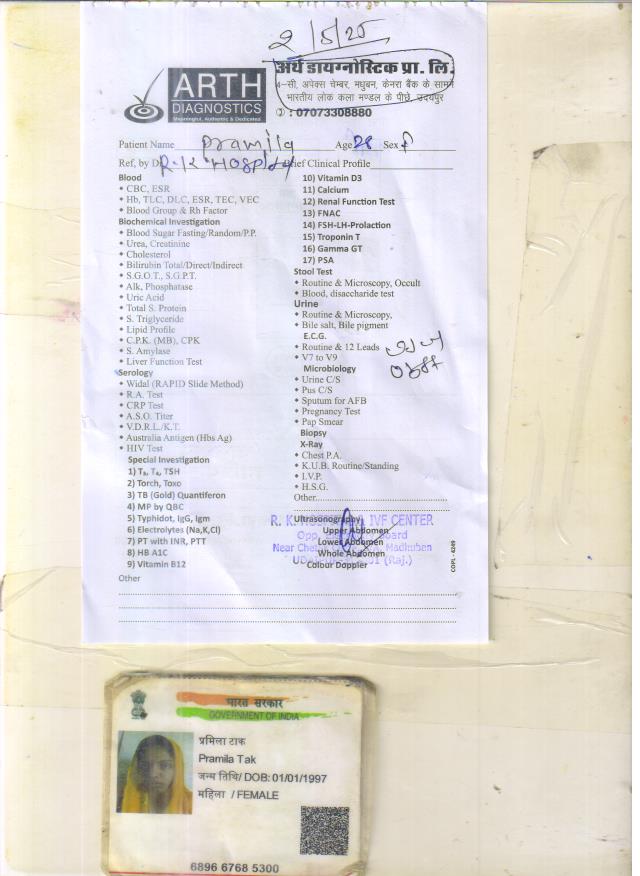 2/5/25
ARTH
DIAGNOSTICS
Meaningful, Authentic & Dedicated
अर्थ डायग्नोस्टिक प्रा. लि.
4-सी, अपेक्स चेम्बर, मधुबन, केनरा बैंक के सामने
भारतीय लोक कला मण्डल के पीछे, उदयपुर
: 07073308880
Patient Name Pramila Age 28 Sex F
Ref, by D R.K Hospital Brief Clinical Profile
Blood
• CBC, ESR
• Hb, TLC, DLC, ESR, TEC, VEC
• Blood Group & Rh Factor
Biochemical Investigation
• Blood Sugar Fasting/Random/P.P.
• Urea, Creatinine
• Cholesterol
• Bilirubin Total/Direct/Indirect
• S.G.O.T., S.G.P.T.
• Alk, Phosphatase
• Uric Acid
• Total S. Protein
• S. Triglyceride
• Lipid Profile
• C.P.K. (MB), CPK
• S. Amylase
• Liver Function Test
Serology
• Widal (RAPID Slide Method)
• R.A. Test
• CRP Test
• A.S.O. Titer
• V.D.R.L./K.T.
• Australia Antigen (Hbs Ag)
• HIV Test
Special Investigation
1) T₃, T₄, TSH
2) Torch, Toxo
3) TB (Gold) Quantiferon
4) MP by QBC
5) Typhidot, IgG, Igm
6) Electrolytes (Na,K,Cl)
7) PT with INR, PTT
8) HB A1C
9) Vitamin B12
Other
10) Vitamin D3
11) Calcium
12) Renal Function Test
13) FNAC
14) FSH-LH-Prolaction
15) Troponin T
16) Gamma GT
17) PSA
Stool Test
• Routine & Microscopy, Occult
• Blood, disaccharide test
Urine
• Routine & Microscopy,
• Bile salt, Bile pigment
E.C.G.
• Routine & 12 Leads
• V7 to V9
Microbiology
• Urine C/S
• Pus C/S
• Sputum for AFB
• Pregnancy Test
• Pap Smear
Biopsy
X-Ray
• Chest P.A.
• K.U.B. Routine/Standing
• I.V.P.
• H.S.G.
Other
Ultrasonography
Upper Abdomen
Lower Abdomen
Whole Abdomen
Colour Doppler
R. K. IVF CENTER
Opp. Board
Near Madhuban
(Raj.)
COPL - 4249
भारत सरकार
GOVERNMENT OF INDIA
प्रमिला टाक
Pramila Tak
जन्म तिथि/ DOB: 01/01/1997
महिला / FEMALE
6896 6768 5300